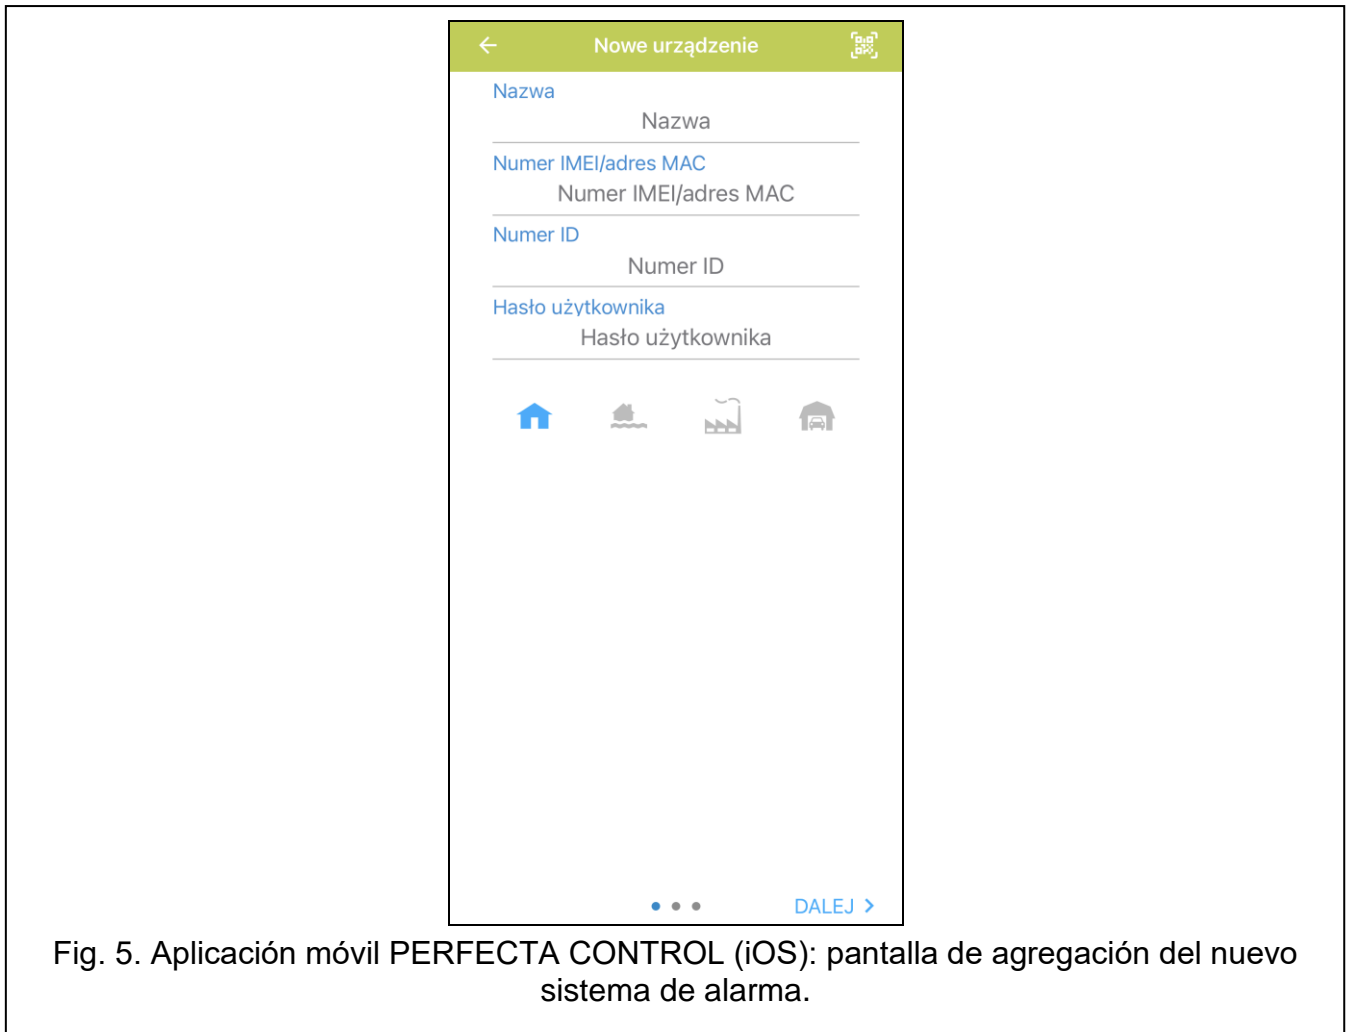 Nowe urządzenie
Nazwa
Nazwa
Numer IMEI/adres MAC
Numer IMEI/adres MAC
Numer ID
Numer ID
Hasło użytkownika
Hasło użytkownika
DALEJ
Fig. 5. Aplicación móvil PERFECTA CONTROL (iOS): pantalla de agregación del nuevo
sistema de alarma.